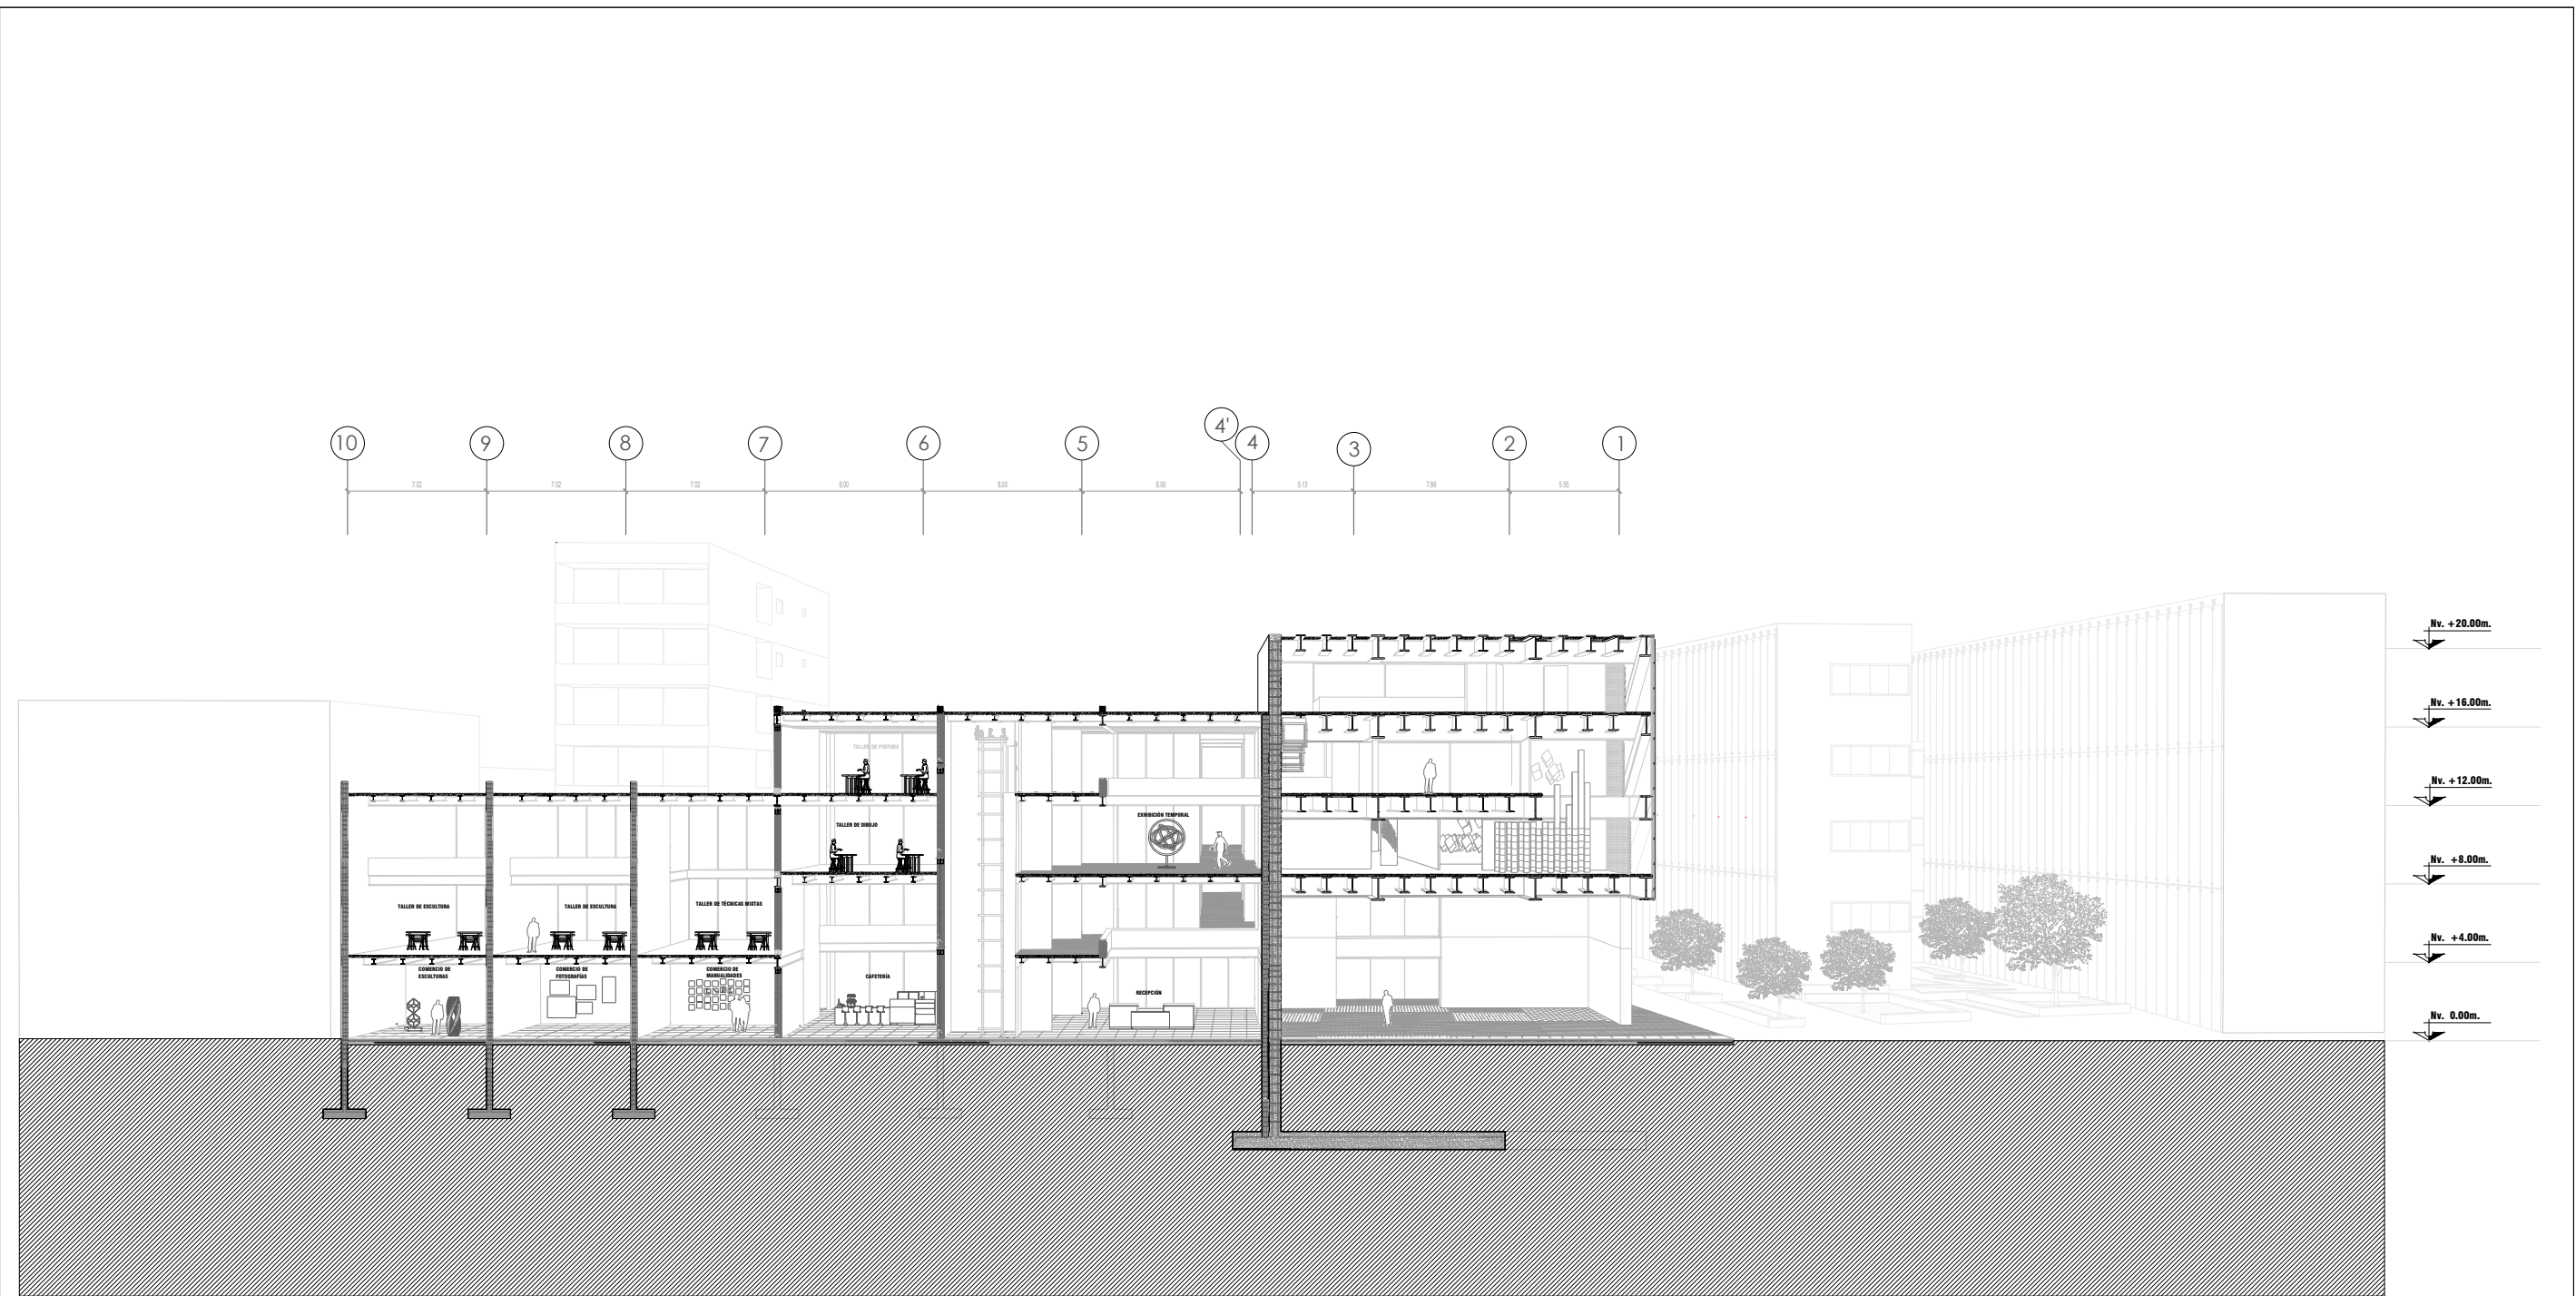 10
9
8
7
6
5
4'
4
3
2
1
7.02
7.02
7.02
8.00
8.00
8.00
5.13
7.86
5.55
Nv. +20.00m.
Nv. +16.00m.
Nv. +12.00m.
Nv. +8.00m.
Nv. +4.00m.
Nv. 0.00m.
TALLER DE PINTURA
TALLER DE DIBUJO
EXHIBICIÓN TEMPORAL
TALLER DE ESCULTURA
TALLER DE ESCULTURA
TALLER DE TÉCNICAS MIXTAS
COMERCIO DE
ESCULTURAS
COMERCIO DE
FOTOGRAFÍAS
COMERCIO DE
MANUALIDADES
CAFETERÍA
RECEPCIÓN